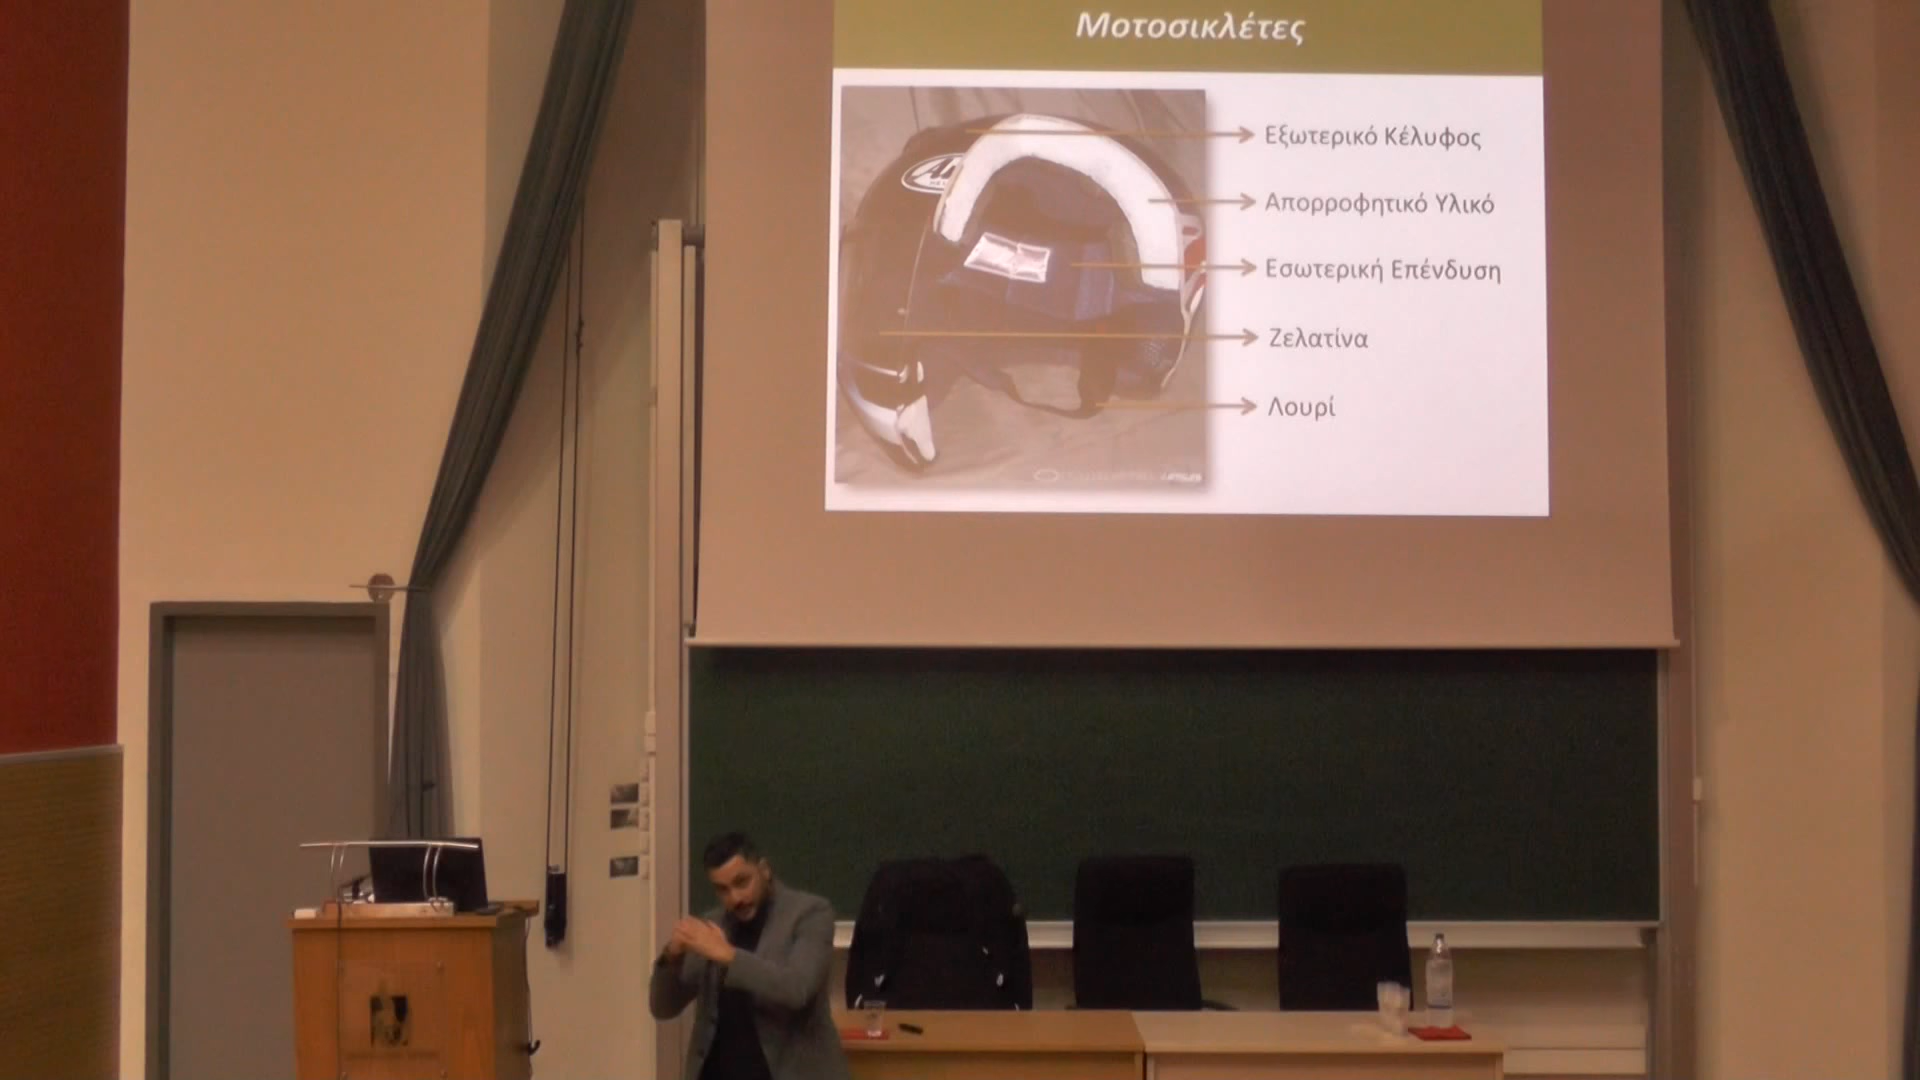 Μοτοσικλέτες
Εξωτερικό Κέλυφος
Απορροφητικό Υλικό
Εσωτερική Επένδυση
Ζελατίνα
Λουρί